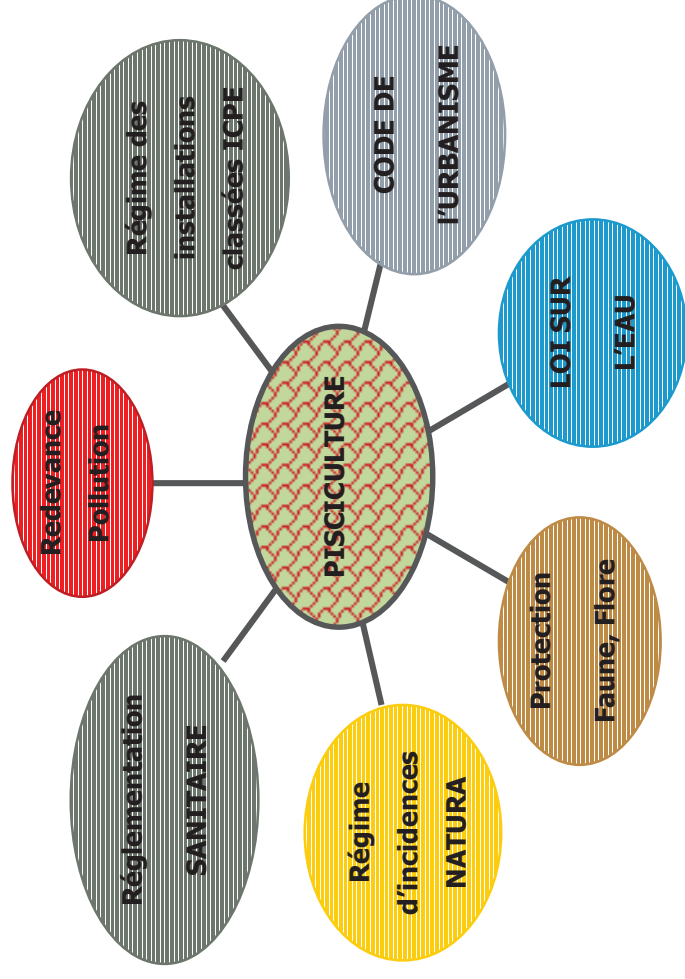 Redevance
Pollution
Réglementation
SANITAIRE
Régime des
installations
classées ICPE
PISCICULTURE
Régime
d’incidences
NATURA
CODE DE
l’URBANISME
Protection
Faune, Flore
LOI SUR
L’EAU